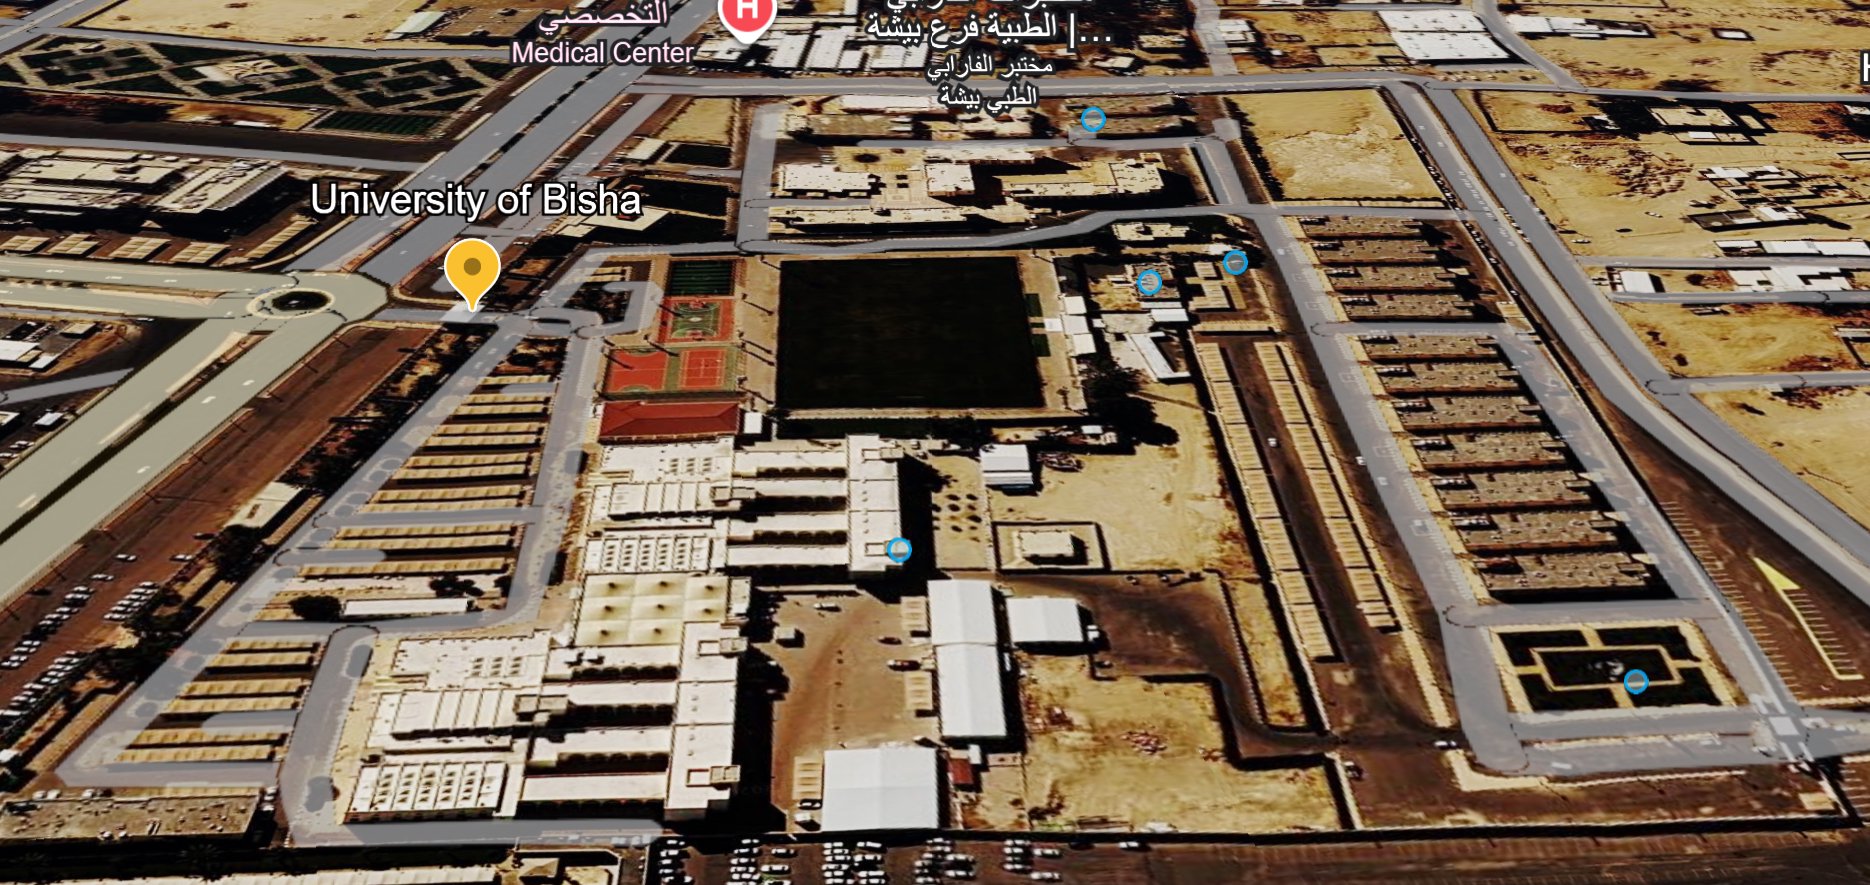 التخصصي
Medical Center
H
الطبية فرع بيشة |...
مختبر الفارابي
الطبي بيشة
University of Bisha